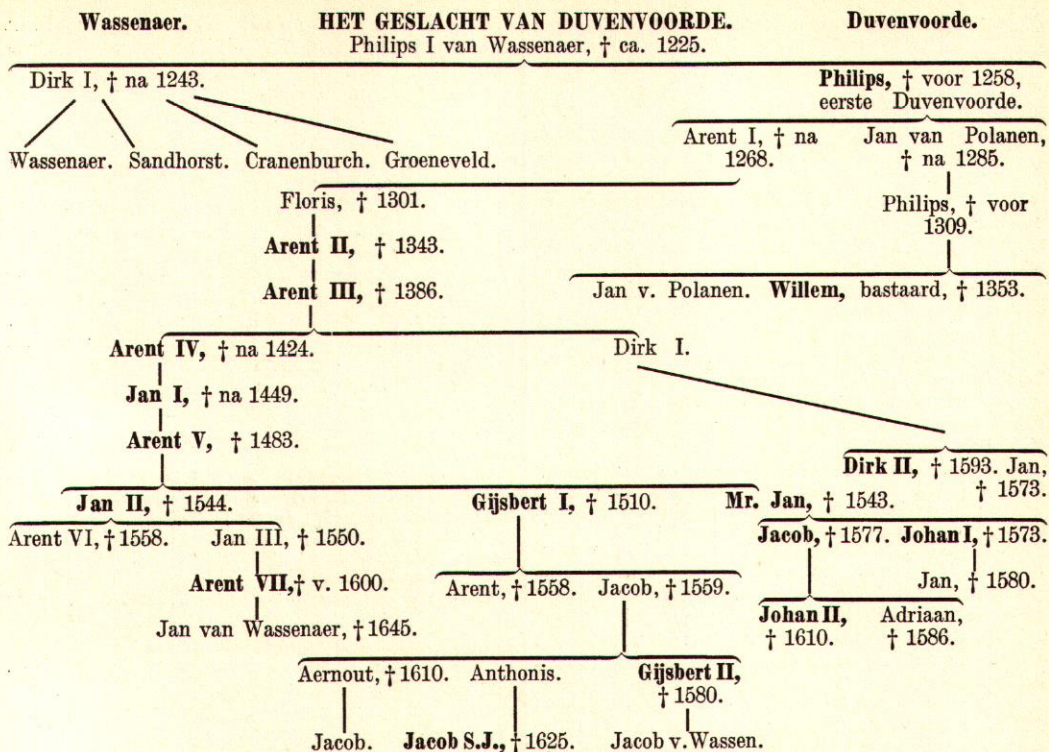 Wassenaer. HET GESLACHT VAN DUVENVOORDE. Duvenvoorde.
Philips I van Wassenaer, † ca. 1225.
Dirk I, † na 1243. Philips, † voor 1258,
eerste Duvenvoorde.
Wassenaer. Sandhorst. Cranenburch. Groeneveld. Arent I, † na Jan van Polanen,
1268. † na 1285.
Floris, † 1301. Philips, † voor
1309.
Arent II, † 1343.
Arent III, † 1386. Jan v. Polanen. Willem, bastaard, † 1353.
Arent IV, † na 1424. Dirk I.
Jan I, † na 1449.
Arent V, † 1483.
Dirk II, † 1593. Jan,
† 1573.
Jan II, † 1544. Gijsbert I, † 1510. Mr. Jan, † 1543.
Arent VI, † 1558. Jan III, † 1550. Jacob, † 1577. Johan I, † 1573.
Arent VII, † v. 1600. Arent, † 1558. Jacob, † 1559. Jan, † 1580.
Jan van Wassenaer, † 1645. Johan II, Adriaan,
† 1610. † 1586.
Aernout, † 1610. Anthonis. Gijsbert II,
† 1580.
Jacob. Jacob S.J., † 1625. Jacob v. Wassen.